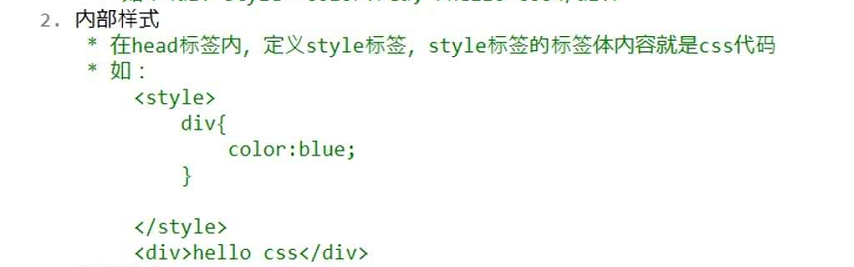 2. 内部样式
* 在head标签内，定义style标签，style标签的标签体内容就是css代码
* 如：
<style>
div{
color:blue;
}
</style>
<div>hello css</div>